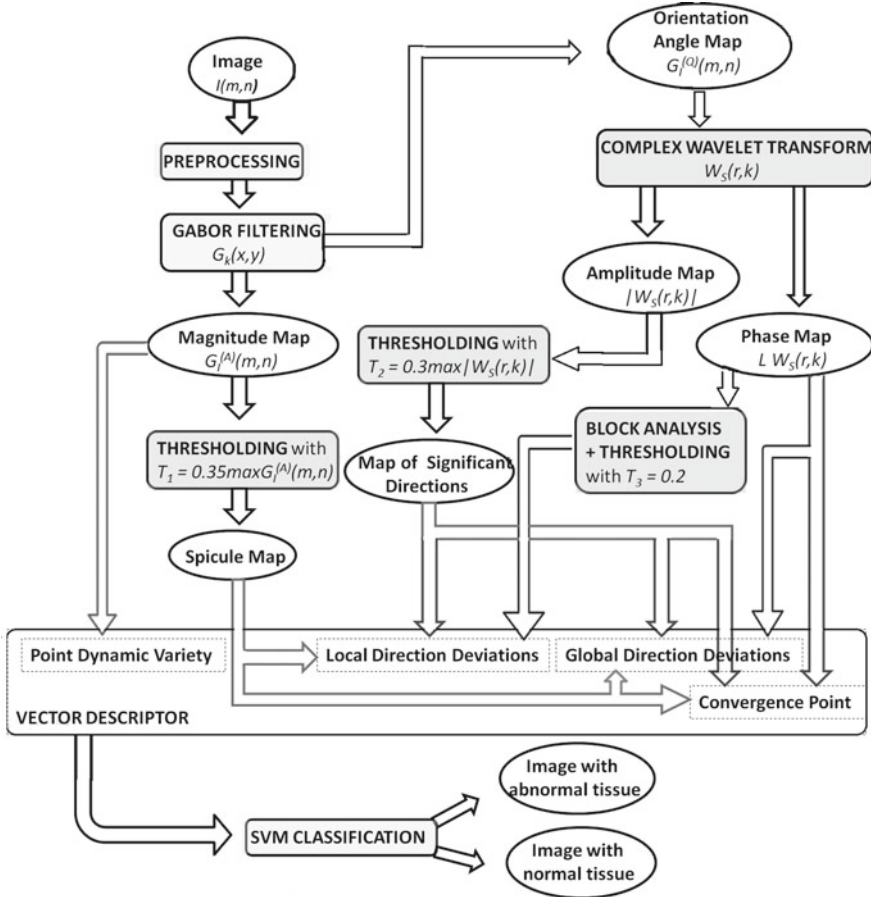 Image
I(m,n)
PREPROCESSING
GABOR FILTERING
G_k(x,y)
Magnitude Map
G_I^(A)(m,n)
THRESHOLDING with
T_1 = 0.35maxG_I^(A)(m,n)
Spicule Map
Orientation
Angle Map
G_I^(Q)(m,n)
COMPLEX WAVELET TRANSFORM
W_S(r,k)
Amplitude Map
|W_S(r,k)|
THRESHOLDING with
T_2 = 0.3max|W_S(r,k)|
Map of Significant
Directions
Phase Map
L W_S(r,k)
BLOCK ANALYSIS
+ THRESHOLDING
with T_3 = 0.2
Point Dynamic Variety
Local Direction Deviations
Global Direction Deviations
Convergence Point
VECTOR DESCRIPTOR
SVM CLASSIFICATION
Image with
abnormal tissue
Image with
normal tissue